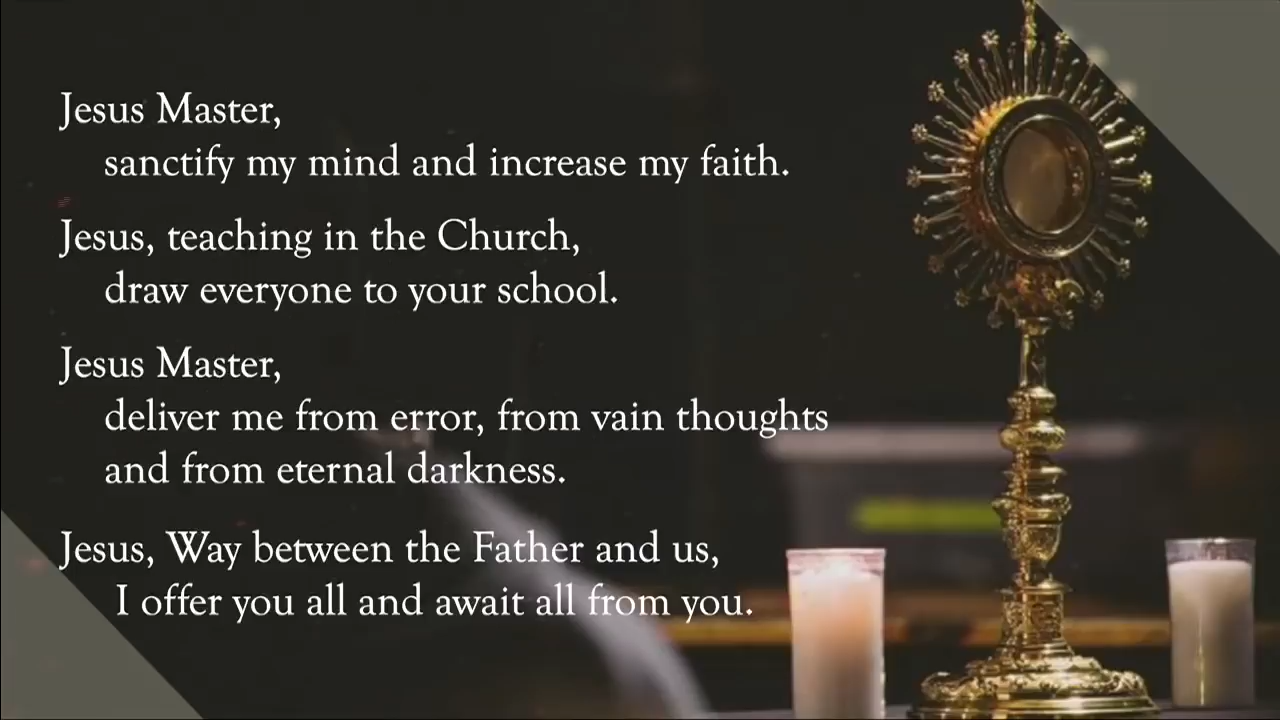 Jesus Master,
sanctify my mind and increase my faith.
Jesus, teaching in the Church,
draw everyone to your school.
Jesus Master,
deliver me from error, from vain thoughts
and from eternal darkness.
Jesus, Way between the Father and us,
I offer you all and await all from you.